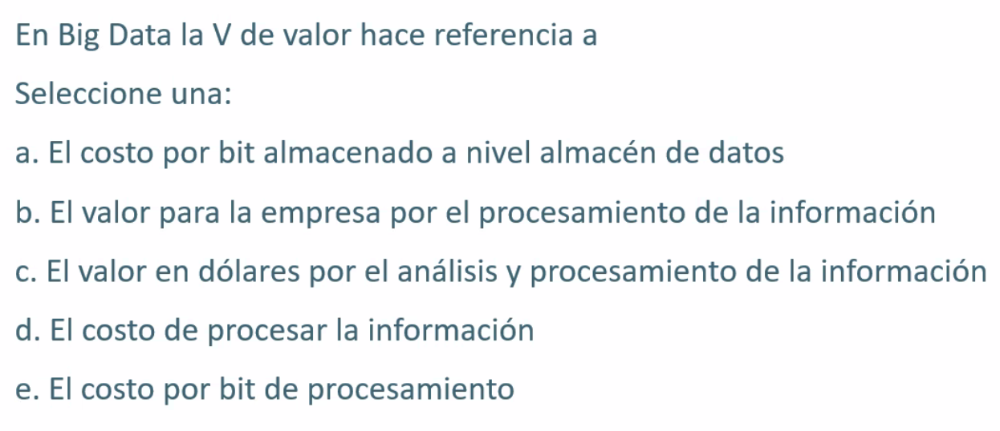 En Big Data la V de valor hace referencia a
Seleccione una:
a. El costo por bit almacenado a nivel almacén de datos
b. El valor para la empresa por el procesamiento de la información
c. El valor en dólares por el análisis y procesamiento de la información
d. El costo de procesar la información
e. El costo por bit de procesamiento